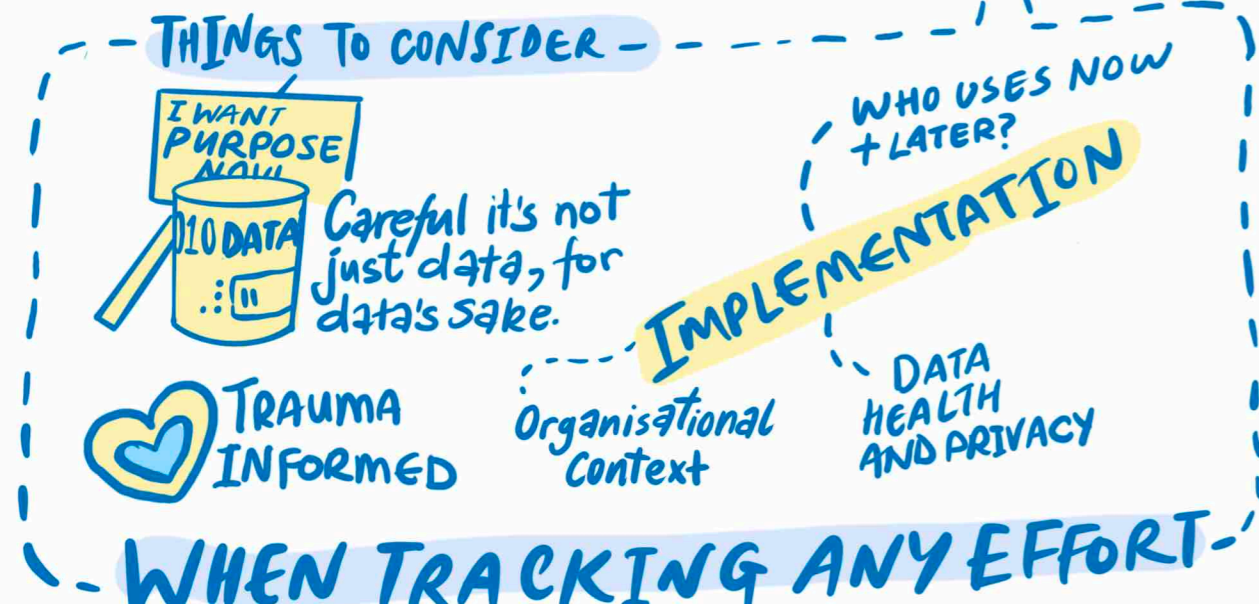 THINGS TO CONSIDER
I WANT
PURPOSE
NOW!
010 DATA
Careful it's not
just data, for
data's sake.
TRAUMA
INFORMED
WHO USES NOW
+ LATER?
IMPLEMENTATION
Organisational
Context
DATA
HEALTH
AND PRIVACY
WHEN TRACKING ANY EFFORT